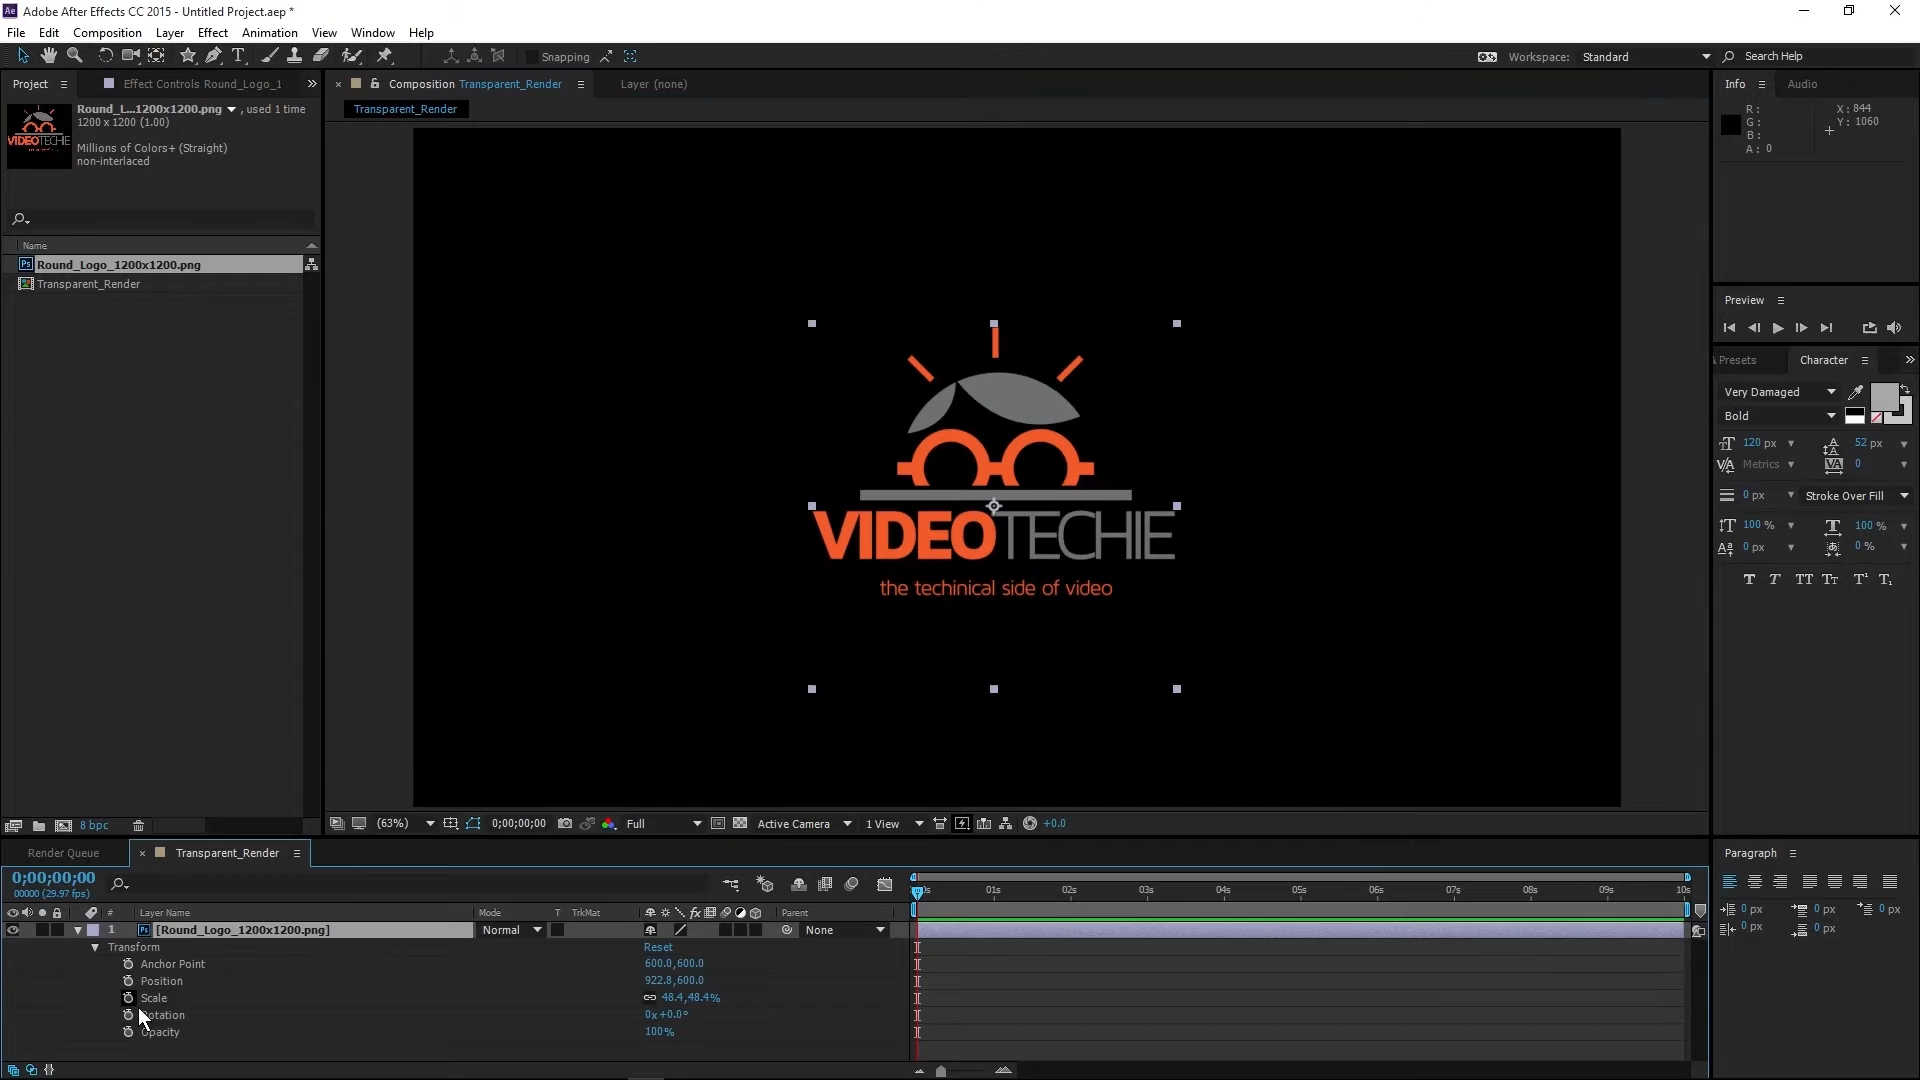 Adobe After Effects CC 2015 - Untitled Project.aep *
File Edit Composition Layer Effect Animation View Window Help
Snapping
Workspace: Standard
Search Help
Project
Effect Controls Round_Logo_1
Composition Transparent_Render
Layer (none)
Info
Audio
Transparent_Render
Round_L...1200x1200.png , used 1 time
1200 x 1200 (1.00)
Millions of Colors+ (Straight)
non-interlaced
R:
G:
B:
A: 0
X: 844
Y: 1060
Name
Round_Logo_1200x1200.png
Transparent_Render
VIDEOTECHIE
the techinical side of video
VIDEOTECHIE
Preview
Presets
Character
Very Damaged
Bold
120 px
52 px
Metrics
0
0 px
Stroke Over Fill
100 %
100 %
0 px
0 %
T T TT Tt T¹ T₁
8 bpc
(63%)
0;00;00;00
Full
Active Camera
1 View
+0.0
Render Queue
Transparent_Render
0;00;00;00
00000 (29.97 fps)
01s 02s 03s 04s 05s 06s 07s 08s 09s 10s
# Layer Name Mode T TrkMat fx Parent
1 [Round_Logo_1200x1200.png] Normal None
Transform Reset
Anchor Point 600.0,600.0
Position 922.8,600.0
Scale 48.4,48.4%
otation 0x+0.0°
Opacity 100%
Paragraph
0 px 0 px 0 px
0 px 0 px